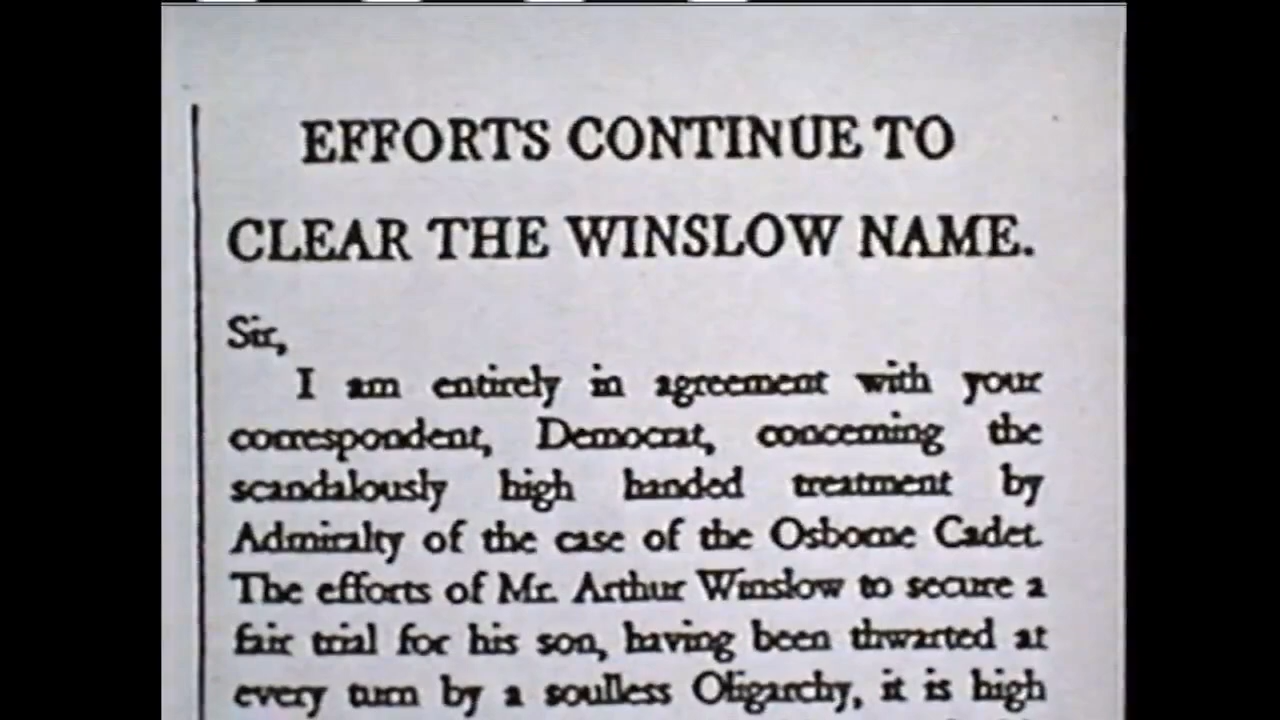 EFFORTS CONTINUE TO
CLEAR THE WINSLOW NAME.
Sir,
I am entirely in agreement with your
correspondent, Democrat, concerning the
scandalously high handed treatment by
Admiralty of the case of the Osborne Cadet.
The efforts of Mr. Arthur Winslow to secure a
fair trial for his son, having been thwarted at
every turn by a soulless Oligarchy, it is high